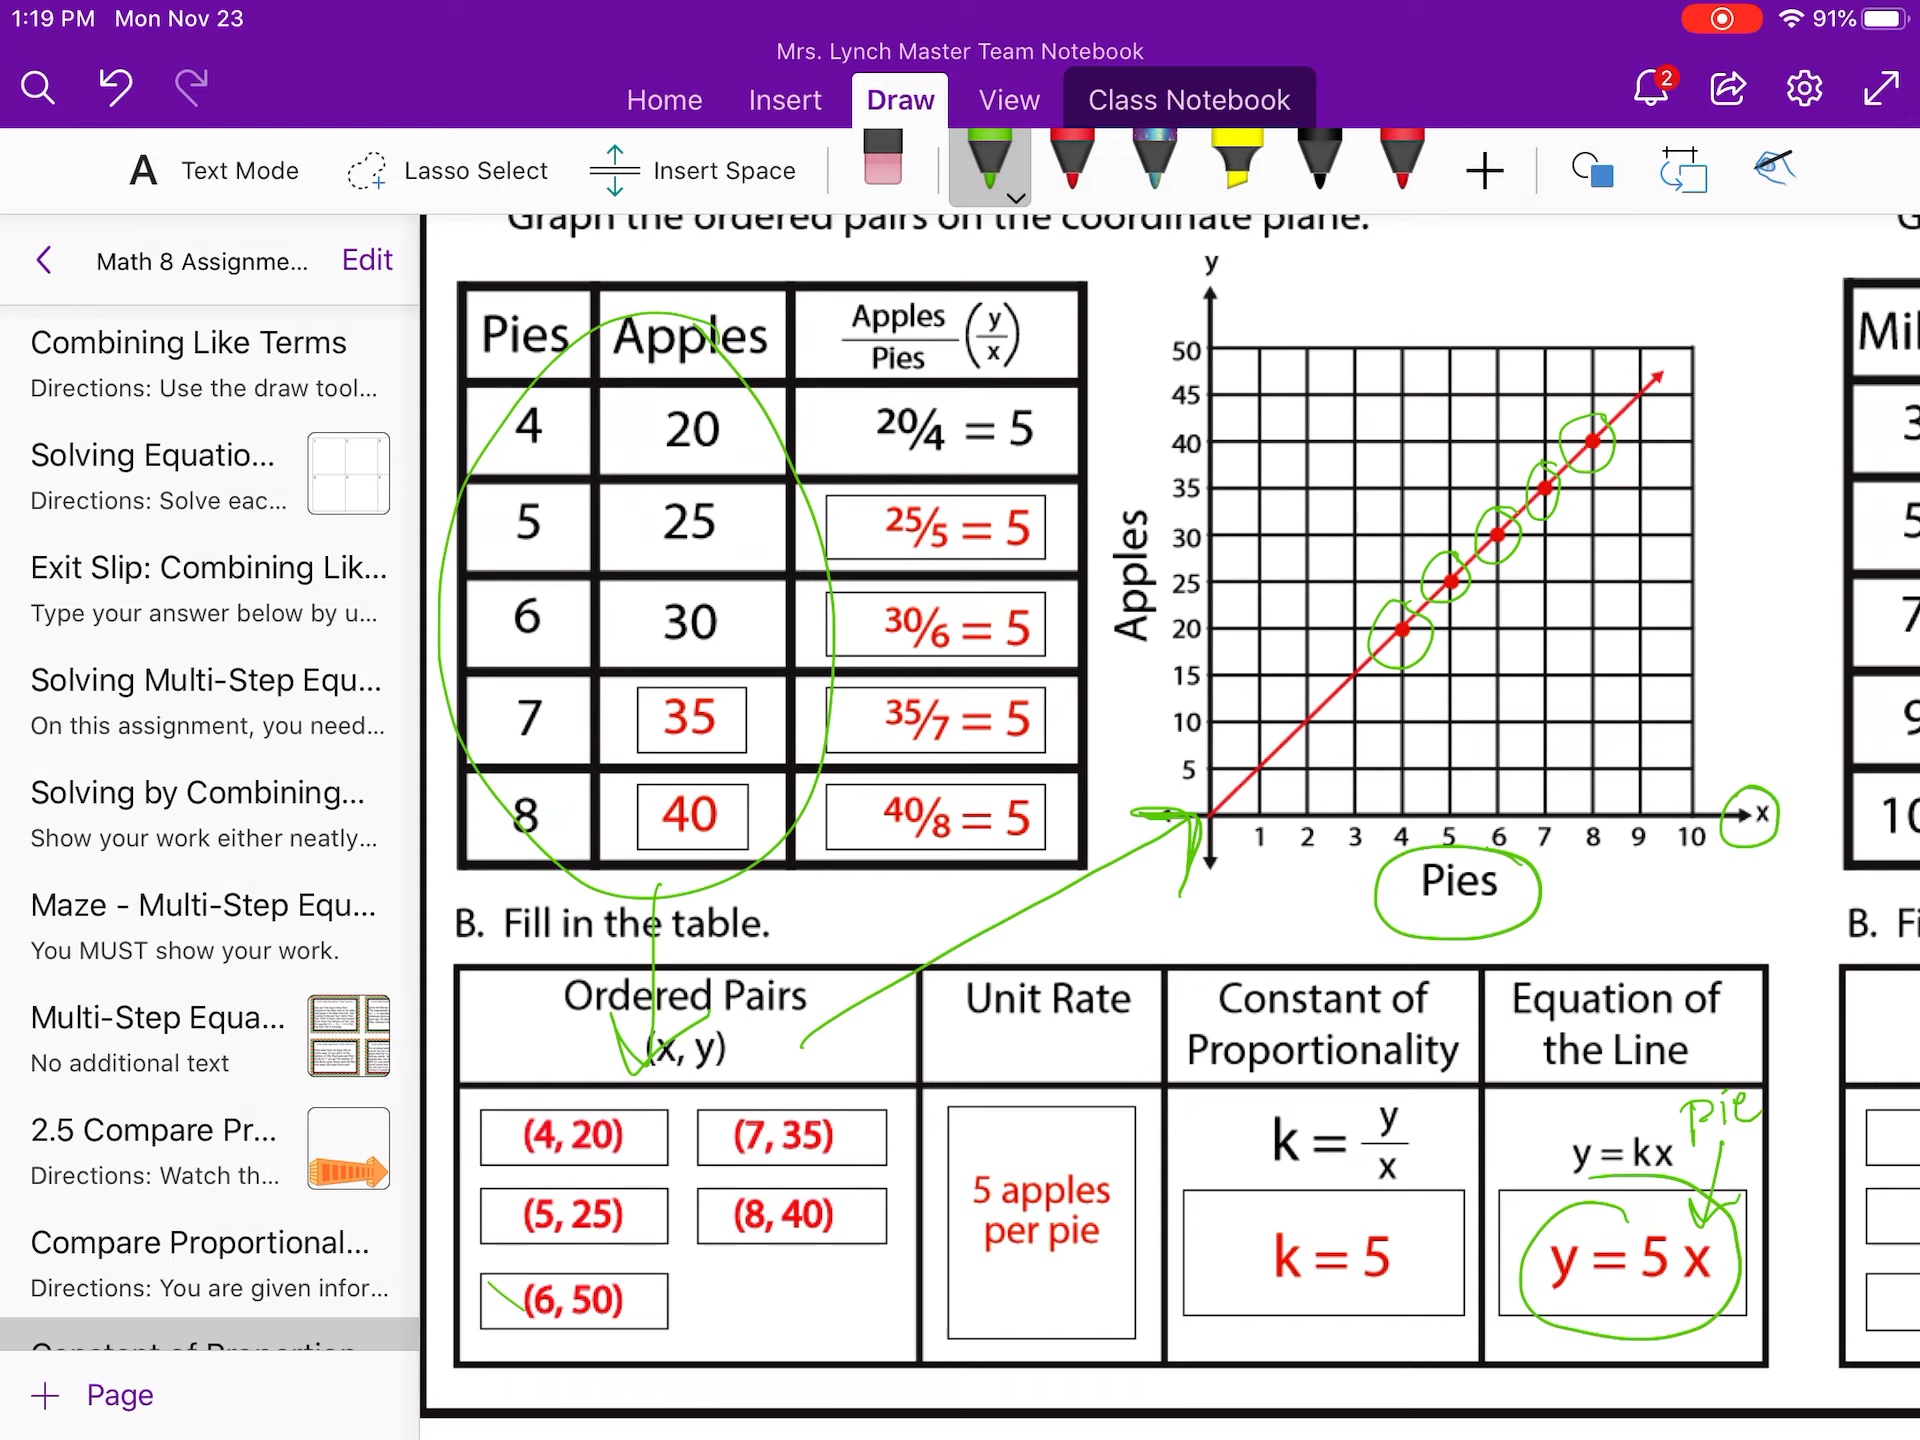 1:19 PM Mon Nov 23
91%
Mrs. Lynch Master Team Notebook
Home Insert Draw View Class Notebook
2
A Text Mode Lasso Select Insert Space
Math 8 Assignme... Edit
Combining Like Terms
Directions: Use the draw tool...
Solving Equatio...
Directions: Solve eac...
Exit Slip: Combining Lik...
Type your answer below by u...
Solving Multi-Step Equ...
On this assignment, you need...
Solving by Combining...
Show your work either neatly...
Maze - Multi-Step Equ...
You MUST show your work.
Multi-Step Equa...
No additional text
2.5 Compare Pr...
Directions: Watch th...
Compare Proportional...
Directions: You are given infor...
Constant of Proportion
+ Page
Graph the ordered pairs on the coordinate plane.
Pies Apples Apples/Pies (y/x)
4 20 20/4 = 5
5 25 25/5 = 5
6 30 30/6 = 5
7 35 35/7 = 5
8 40 40/8 = 5
y
50
45
40
35
30
25
20
15
10
5
Apples
1 2 3 4 5 6 7 8 9 10 x
Pies
B. Fill in the table.
Ordered Pairs
(x, y)
Unit Rate
Constant of
Proportionality
Equation of
the Line
(4, 20) (7, 35)
(5, 25) (8, 40)
(6, 50)
5 apples
per pie
k = y/x
k = 5
pie
y = kx
y = 5 x
G
Mil
3
5
7
9
10
B. Fi